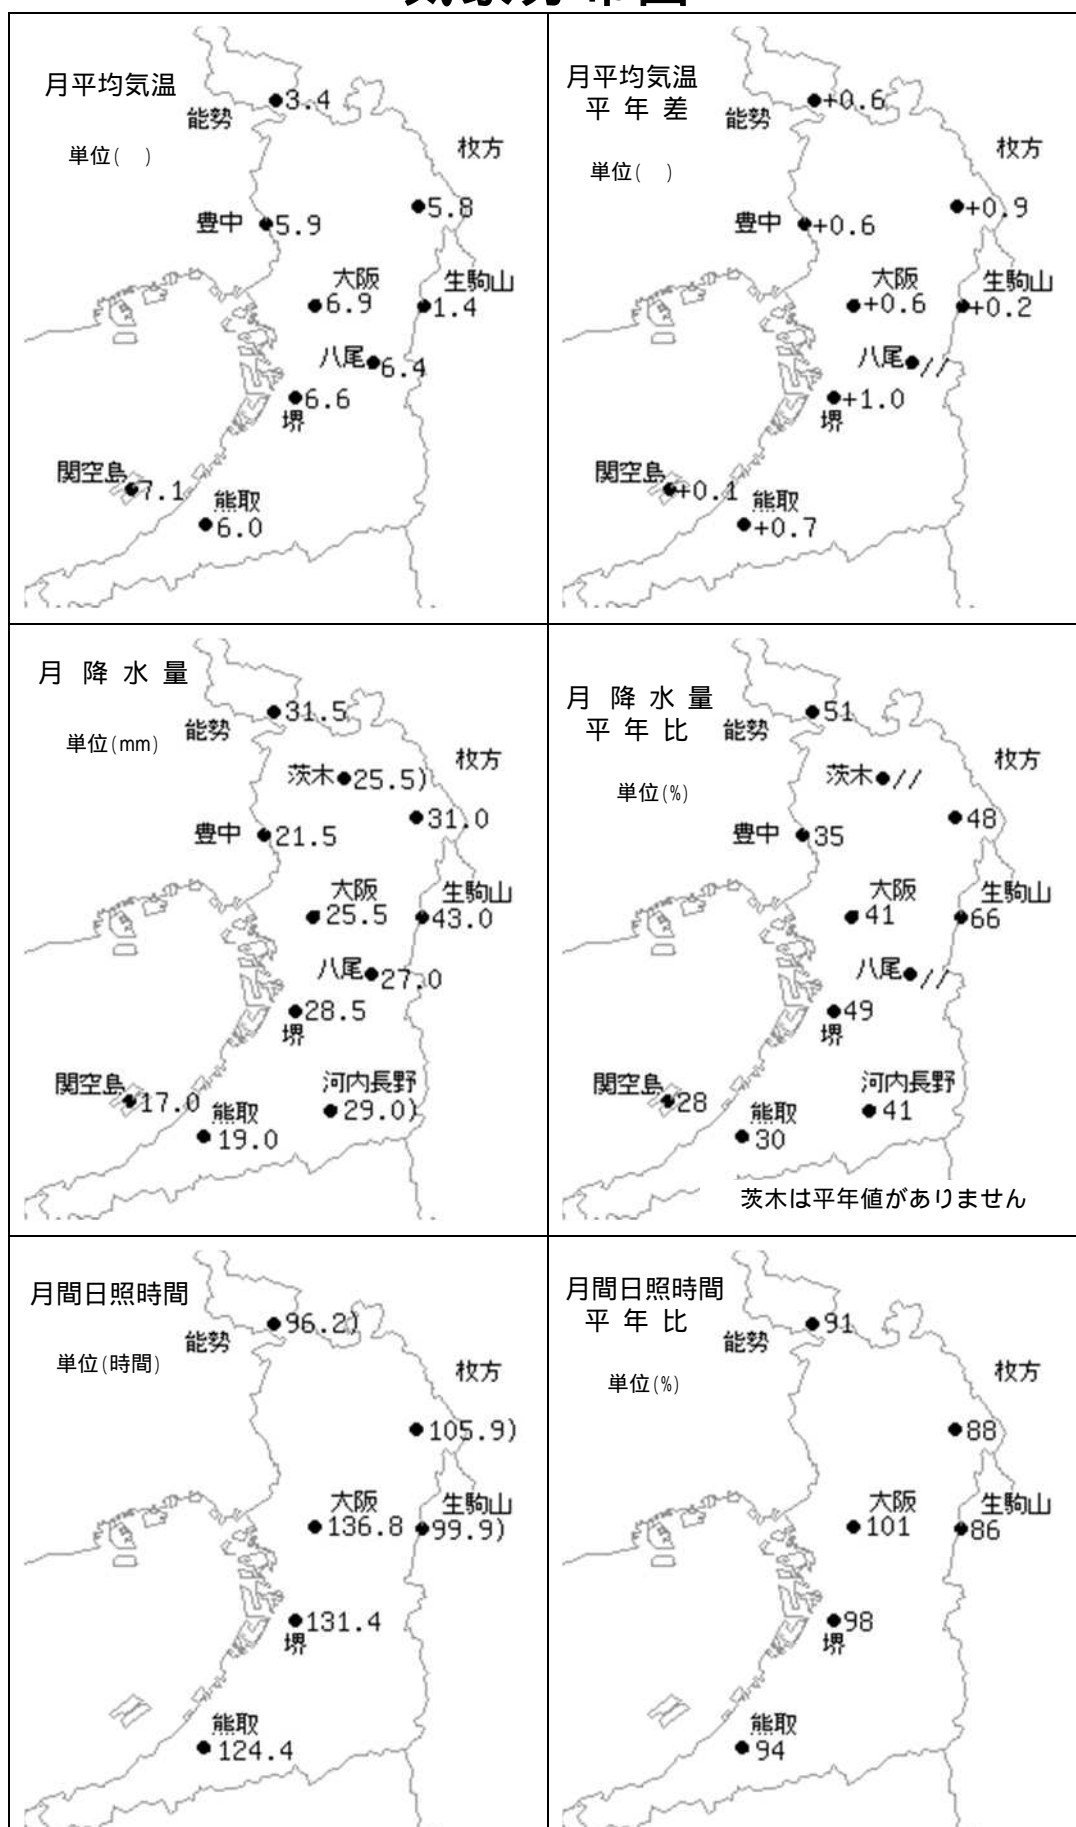 月平均気温
単位( )
能勢
3.4
枚方
5.8
豊中
5.9
大阪
6.9
生駒山
1.4
八尾
6.4
6.6
堺
関空島
7.1
熊取
6.0
月平均気温
平年差
単位( )
能勢
+0.6
枚方
+0.9
豊中
+0.6
大阪
+0.6
生駒山
+0.2
八尾
//
+1.0
堺
関空島
+0.1
熊取
+0.7
月降水量
単位(mm)
能勢
31.5
茨木
25.5)
枚方
31.0
豊中
21.5
大阪
25.5
生駒山
43.0
八尾
27.0
28.5
堺
関空島
17.0
熊取
19.0
河内長野
29.0)
月降水量
平年比
単位(%)
能勢
51
茨木
//
枚方
48
豊中
35
大阪
41
生駒山
66
八尾
//
49
堺
関空島
28
熊取
30
河内長野
41
茨木は平年値がありません
月間日照時間
単位(時間)
能勢
96.2)
枚方
105.9)
大阪
136.8
生駒山
99.9)
131.4
堺
熊取
124.4
月間日照時間
平年比
単位(%)
能勢
91
枚方
88
大阪
101
生駒山
86
98
堺
熊取
94